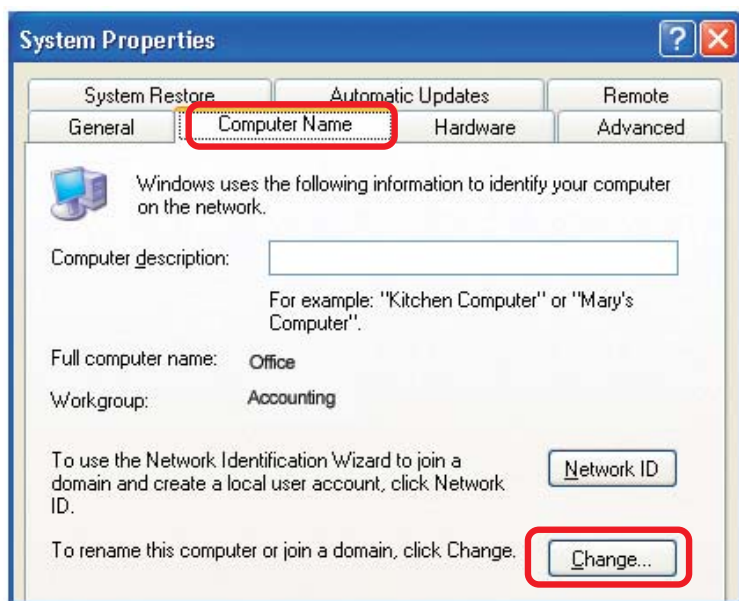 System Properties
System Restore Automatic Updates Remote
General Computer Name Hardware Advanced
Windows uses the following information to identify your computer
on the network.
Computer description:
For example: "Kitchen Computer" or "Mary's
Computer".
Full computer name: Office
Workgroup: Accounting
To use the Network Identification Wizard to join a
domain and create a local user account, click Network
ID.
Network ID
To rename this computer or join a domain, click Change.
Change...